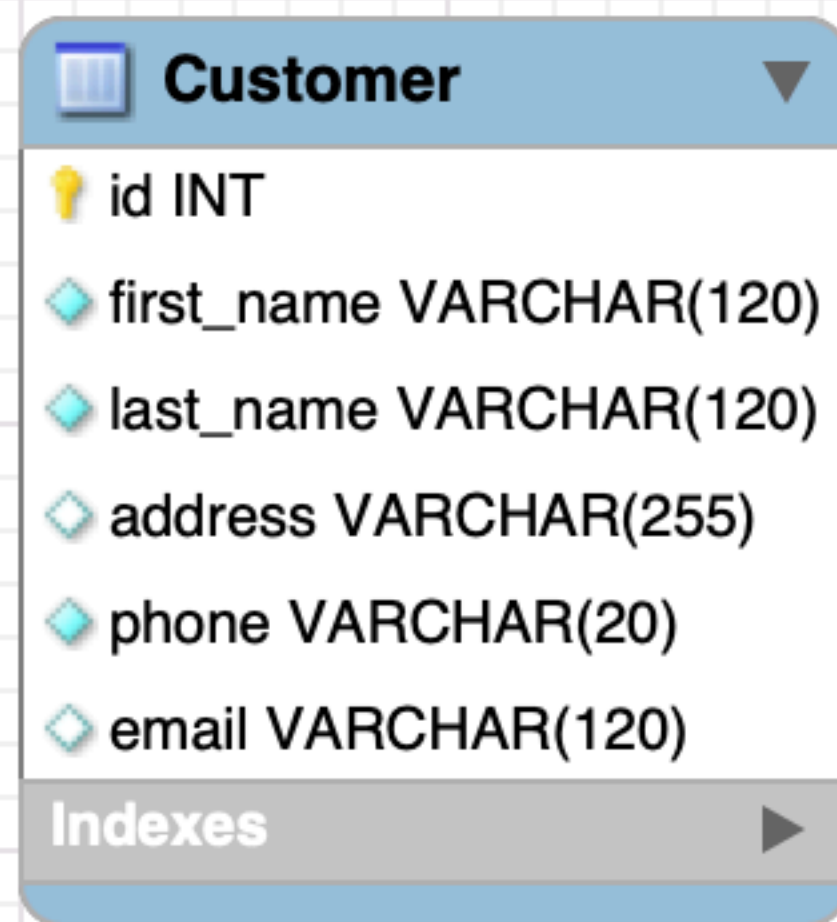 Customer
id INT
first_name VARCHAR(120)
last_name VARCHAR(120)
address VARCHAR(255)
phone VARCHAR(20)
email VARCHAR(120)
Indexes